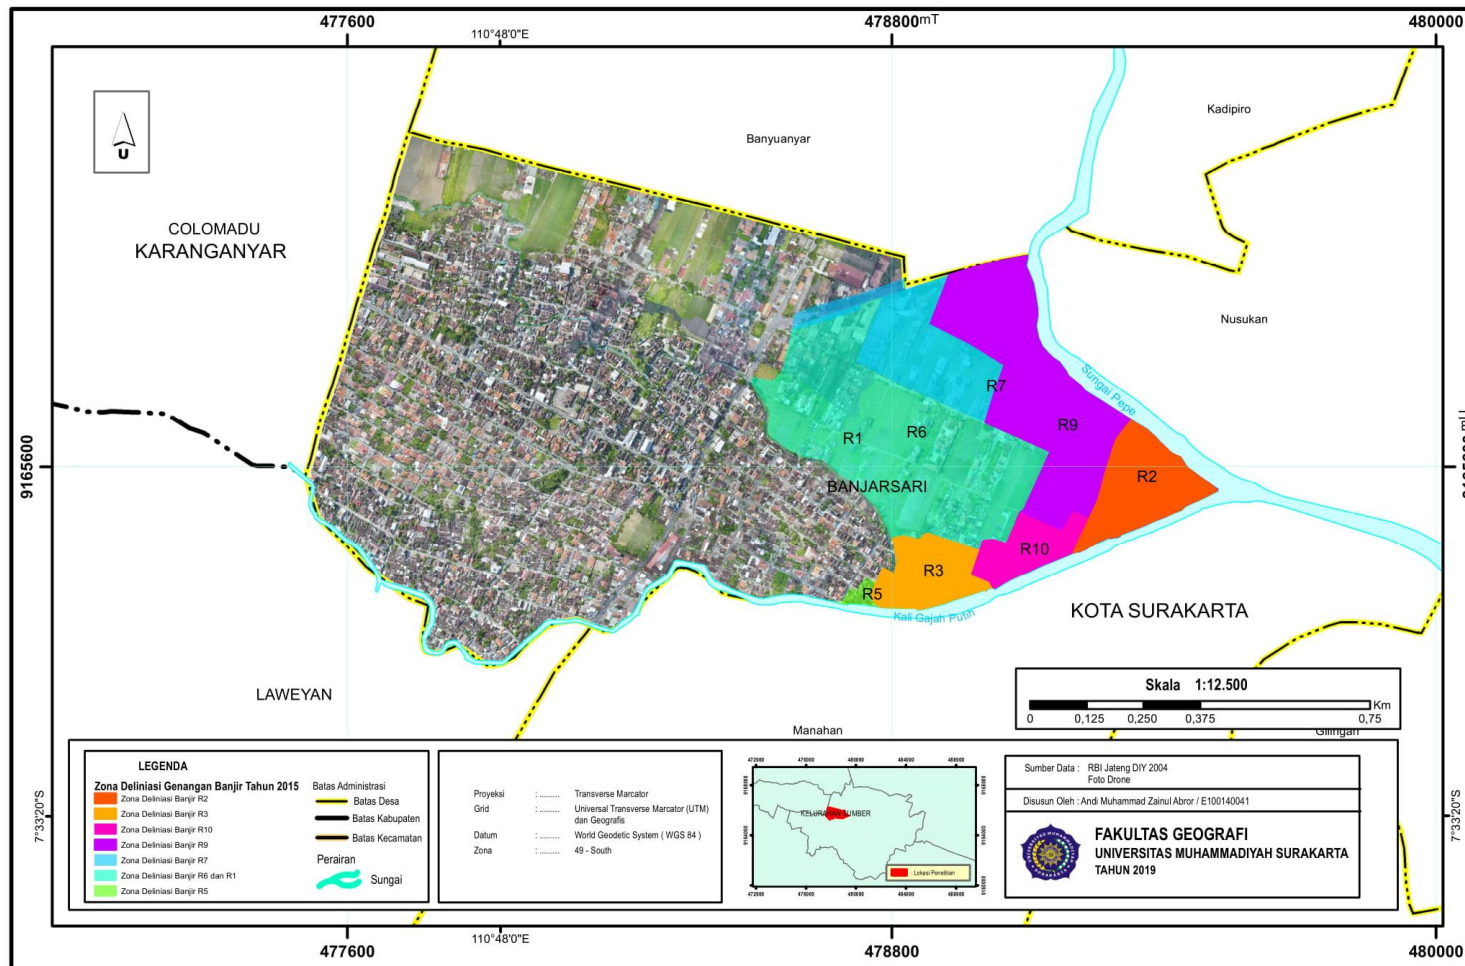 477600
478800 mT
480000
110°48'0"E
U
Banyuanyar
Kadipiro
COLOMADU
KARANGANYAR
Nusukan
Sungai Pepe
R7
R9
R1
R6
R2
BANJARSARI
R10
R3
R5
Kali Gajah Putih
KOTA SURAKARTA
9165600
mU
LAWEYAN
Manahan
Gilingan
Skala 1:12.500
0 0,125 0,250 0,375 0,75 Km
7°33'20"S
7°33'20"S
LEGENDA
Zona Deliniasi Genangan Banjir Tahun 2015
Zona Deliniasi Banjir R2
Zona Deliniasi Banjir R3
Zona Deliniasi Banjir R10
Zona Deliniasi Banjir R9
Zona Deliniasi Banjir R7
Zona Deliniasi Banjir R6 dan R1
Zona Deliniasi Banjir R5
Batas Administrasi
Batas Desa
Batas Kabupaten
Batas Kecamatan
Perairan
Sungai
Proyeksi : ......... Transverse Marcator
Grid : ......... Universal Transverse Marcator (UTM)
dan Geografis
Datum : ......... World Geodetic System ( WGS 84 )
Zona : ......... 49 - South
KELURAHAN SUMBER
: Lokasi Penelitian
Sumber Data : RBI Jateng DIY 2004
Foto Drone
Disusun Oleh : Andi Muhammad Zainul Abror / E100140041
FAKULTAS GEOGRAFI
UNIVERSITAS MUHAMMADIYAH SURAKARTA
TAHUN 2019
477600
110°48'0"E
478800
480000